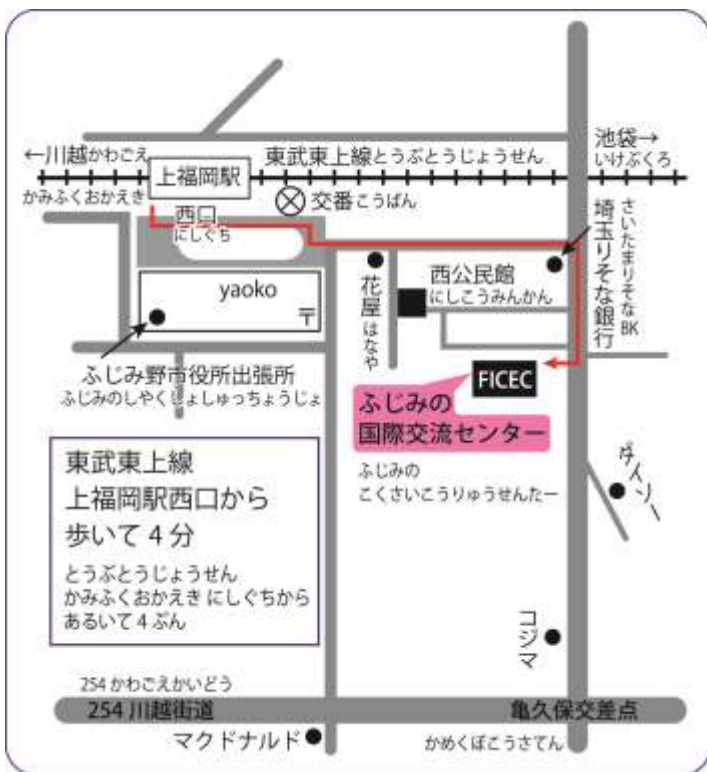 ←川越かわごえ
上福岡駅
かみふくおかえき
東武東上線とうぶとうじょうせん
池袋→
いけぶくろ
西口
にしぐち
交番こうばん
yaoko
〒
花屋はなや
西公民館
にしこうみんかん
埼玉りそな銀行
さいたまりそなBK
ふじみ野市役所出張所
ふじみのしやくしょしゅっちょうじょ
FICEC
ふじみの
国際交流センター
ふじみの
こくさいこうりゅうせんたー
ダイソー
東武東上線
上福岡駅西口から
歩いて4分
とうぶとうじょうせん
かみふくおかえき にしぐちから
あるいて4ぷん
コジマ
254 かわごえかいどう
254 川越街道
亀久保交差点
かめくぼこうさてん
マクドナルド